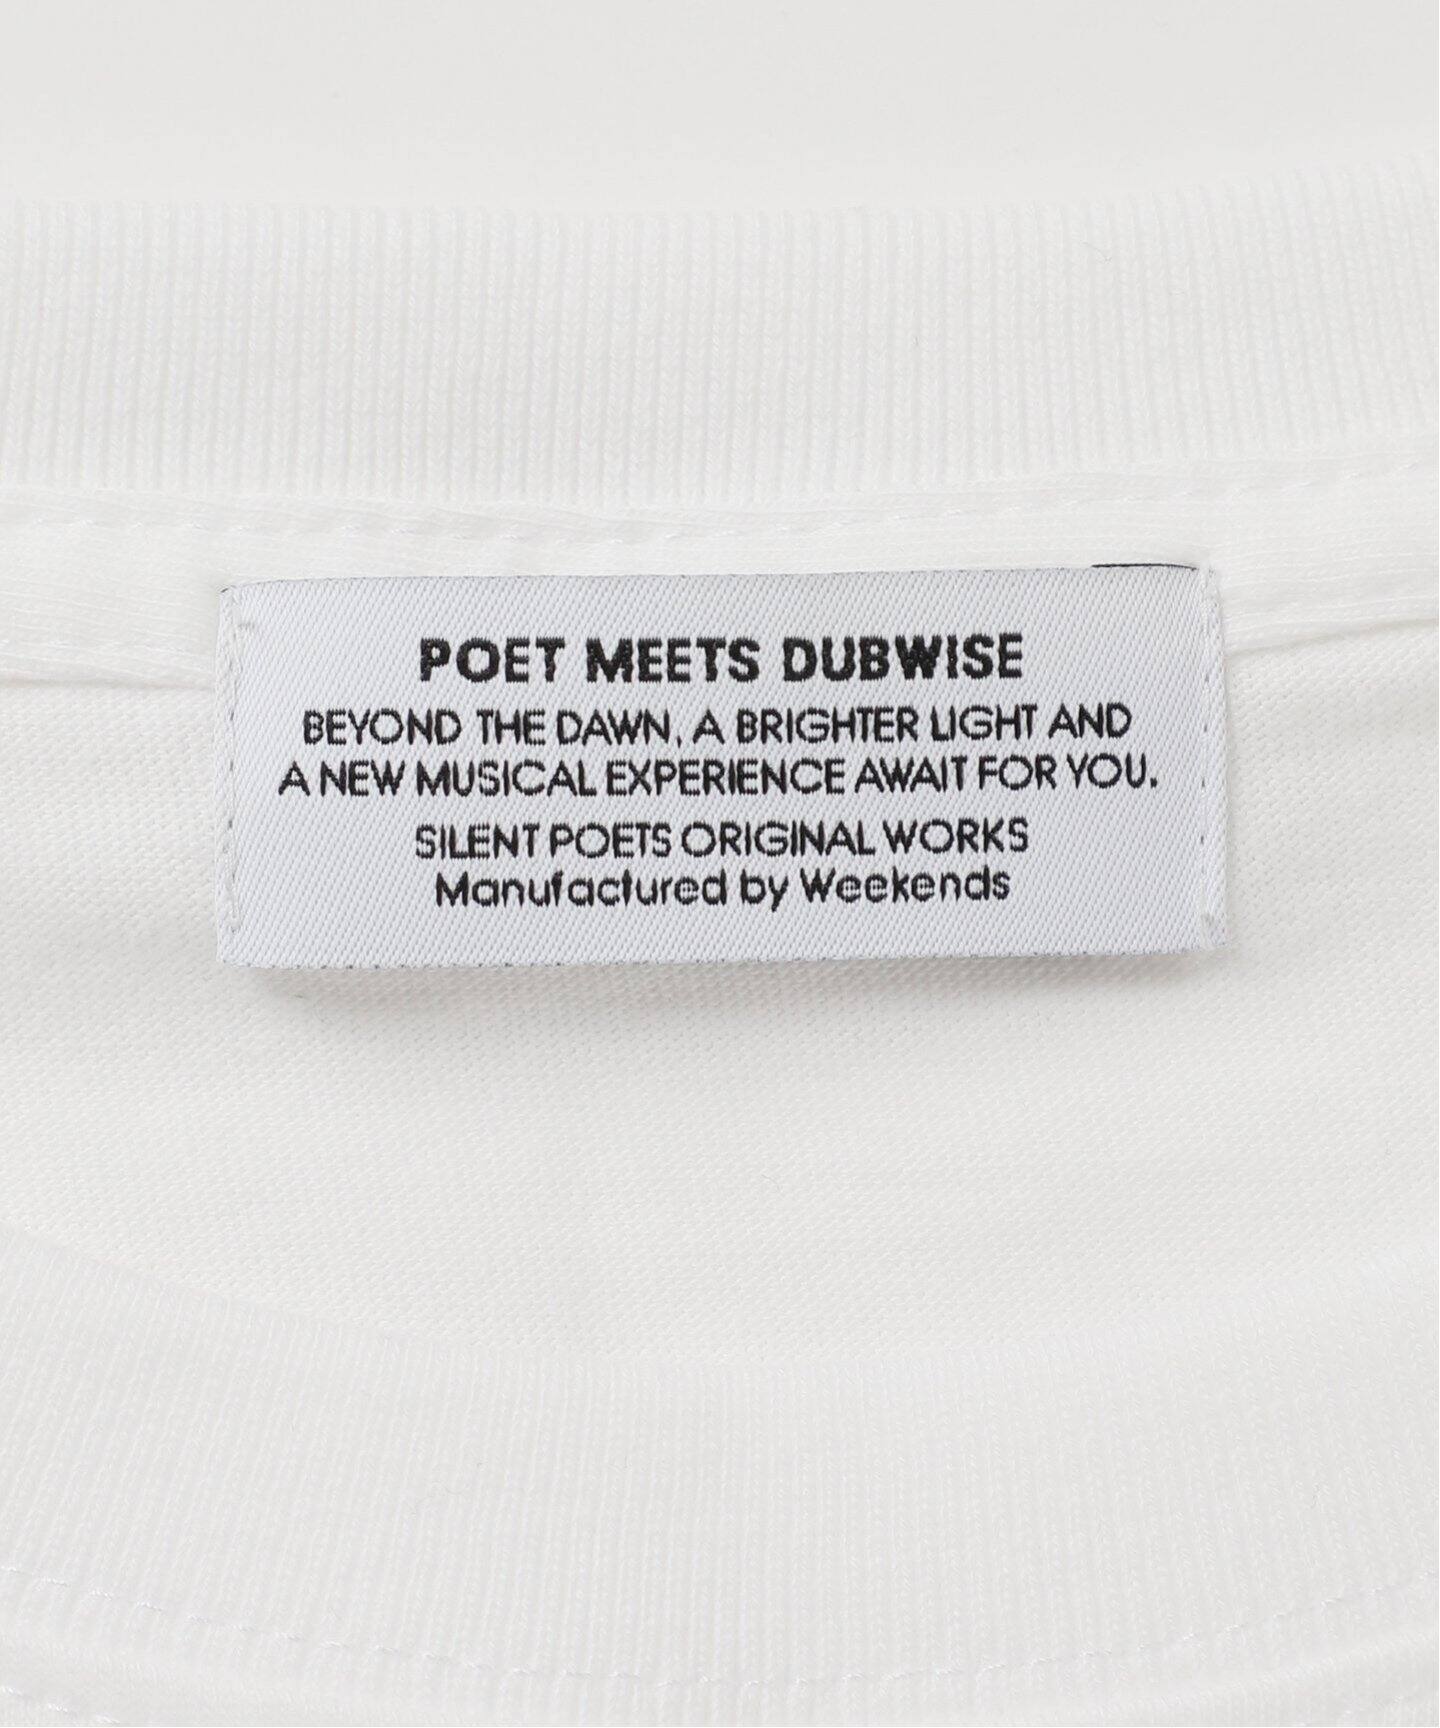 POET MEETS DUBWISE
BEYOND THE DAWN, A BRIGHTER LIGHT AND
A NEW MUSICAL EXPERIENCE AWAIT FOR YOU.
SILENT POETS ORIGINAL WORKS
Manufactured by Weekends